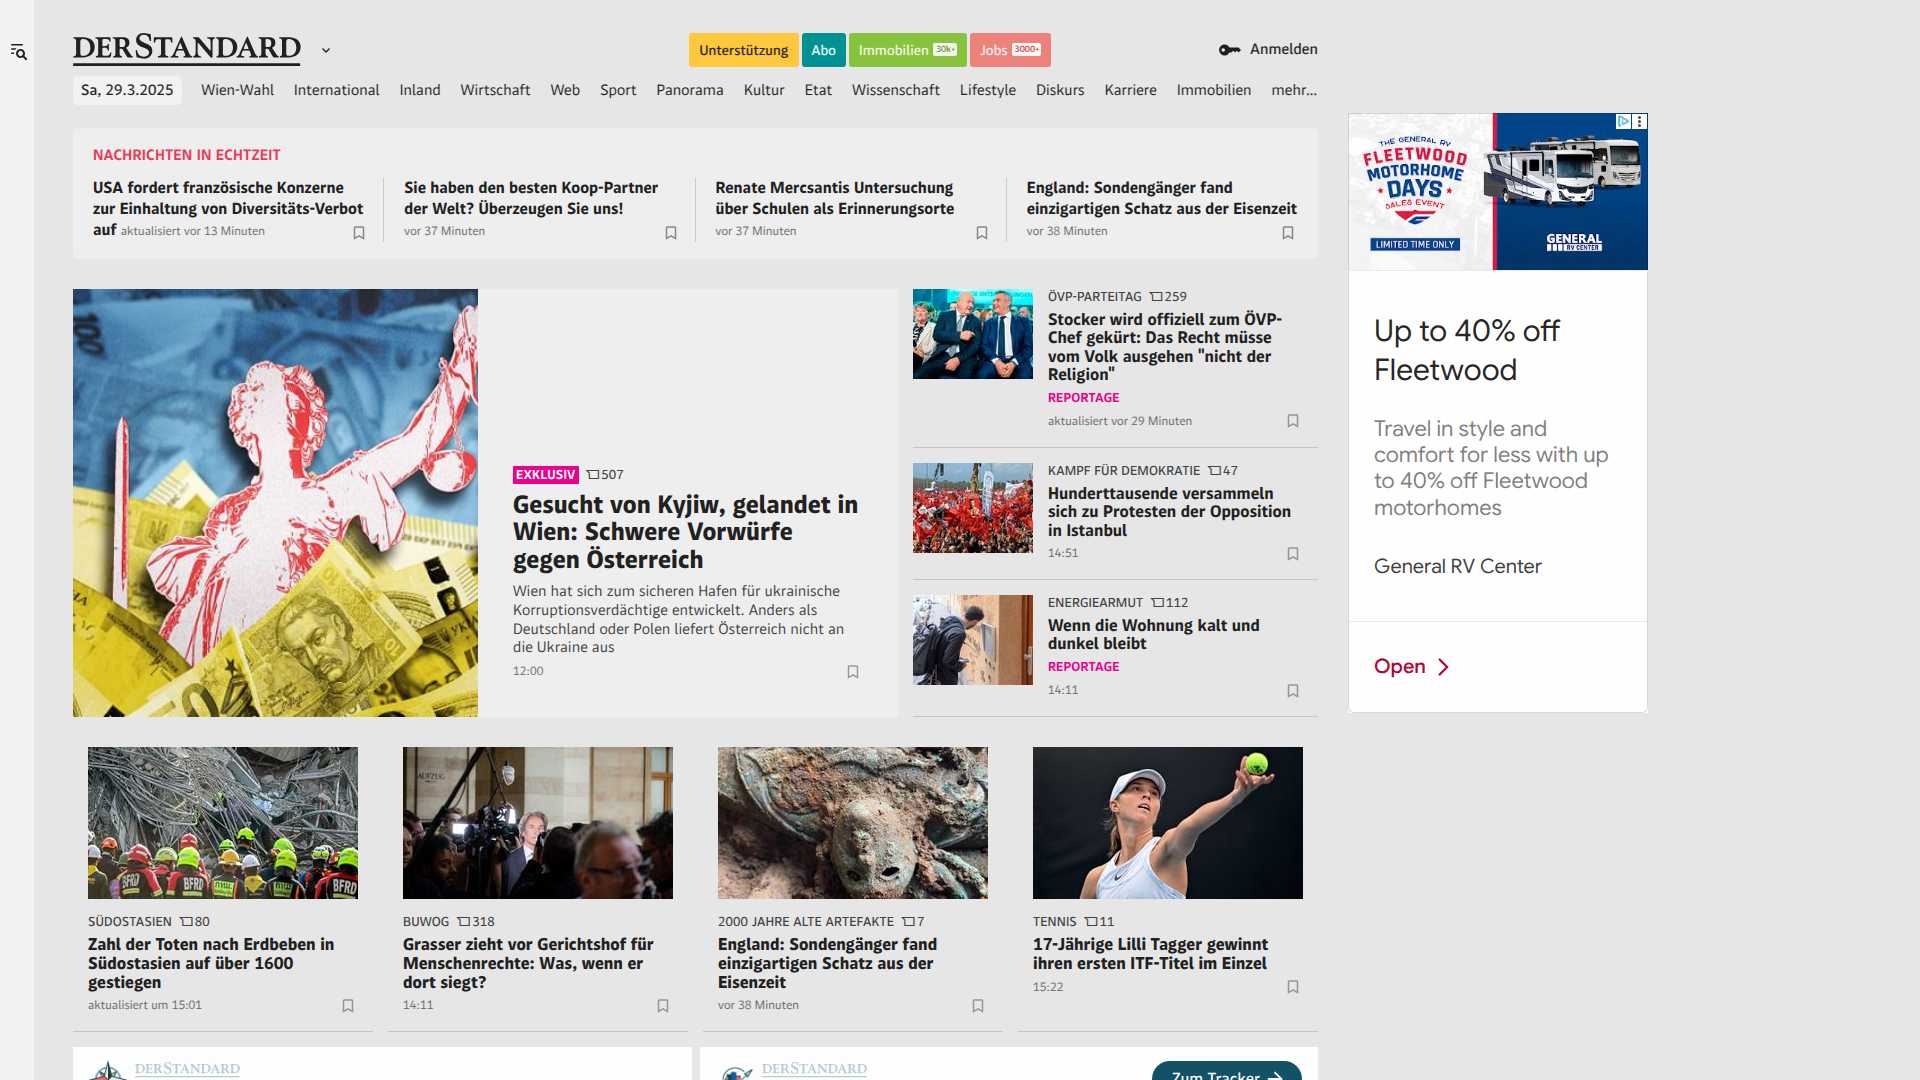 DERSTANDARD
Unterstützung
Abo
Immobilien 30k+
Jobs 3000+
Anmelden
Sa, 29.3.2025
Wien-Wahl
International
Inland
Wirtschaft
Web
Sport
Panorama
Kultur
Etat
Wissenschaft
Lifestyle
Diskurs
Karriere
Immobilien
mehr...
NACHRICHTEN IN ECHTZEIT
USA fordert französische Konzerne
zur Einhaltung von Diversitäts-Verbot
auf aktualisiert vor 13 Minuten
Sie haben den besten Koop-Partner
der Welt? Überzeugen Sie uns!
vor 37 Minuten
Renate Mercsantis Untersuchung
über Schulen als Erinnerungsorte
vor 37 Minuten
England: Sondengänger fand
einzigartigen Schatz aus der Eisenzeit
vor 38 Minuten
EXKLUSIV 507
Gesucht von Kyjiw, gelandet in
Wien: Schwere Vorwürfe
gegen Österreich
Wien hat sich zum sicheren Hafen für ukrainische
Korruptionsverdächtige entwickelt. Anders als
Deutschland oder Polen liefert Österreich nicht an
die Ukraine aus
12:00
ÖVP-PARTEITAG 259
Stocker wird offiziell zum ÖVP-
Chef gekürt: Das Recht müsse
vom Volk ausgehen "nicht der
Religion"
REPORTAGE
aktualisiert vor 29 Minuten
KAMPF FÜR DEMOKRATIE 47
Hunderttausende versammeln
sich zu Protesten der Opposition
in Istanbul
14:51
ENERGIEARMUT 112
Wenn die Wohnung kalt und
dunkel bleibt
REPORTAGE
14:11
THE GENERAL RV
FLEETWOOD
MOTORHOME
DAYS
SALES EVENT
LIMITED TIME ONLY
GENERAL
RV CENTER
Up to 40% off
Fleetwood
Travel in style and
comfort for less with up
to 40% off Fleetwood
motorhomes
General RV Center
Open
AUFZUG
BFRD
BFRD
BFRD
SÜDOSTASIEN 80
Zahl der Toten nach Erdbeben in
Südostasien auf über 1600
gestiegen
aktualisiert um 15:01
BUWOG 318
Grasser zieht vor Gerichtshof für
Menschenrechte: Was, wenn er
dort siegt?
14:11
2000 JAHRE ALTE ARTEFAKTE 7
England: Sondengänger fand
einzigartigen Schatz aus der
Eisenzeit
vor 38 Minuten
TENNIS 11
17-Jährige Lilli Tagger gewinnt
ihren ersten ITF-Titel im Einzel
15:22
DERSTANDARD
DERSTANDARD
Zum Tracker